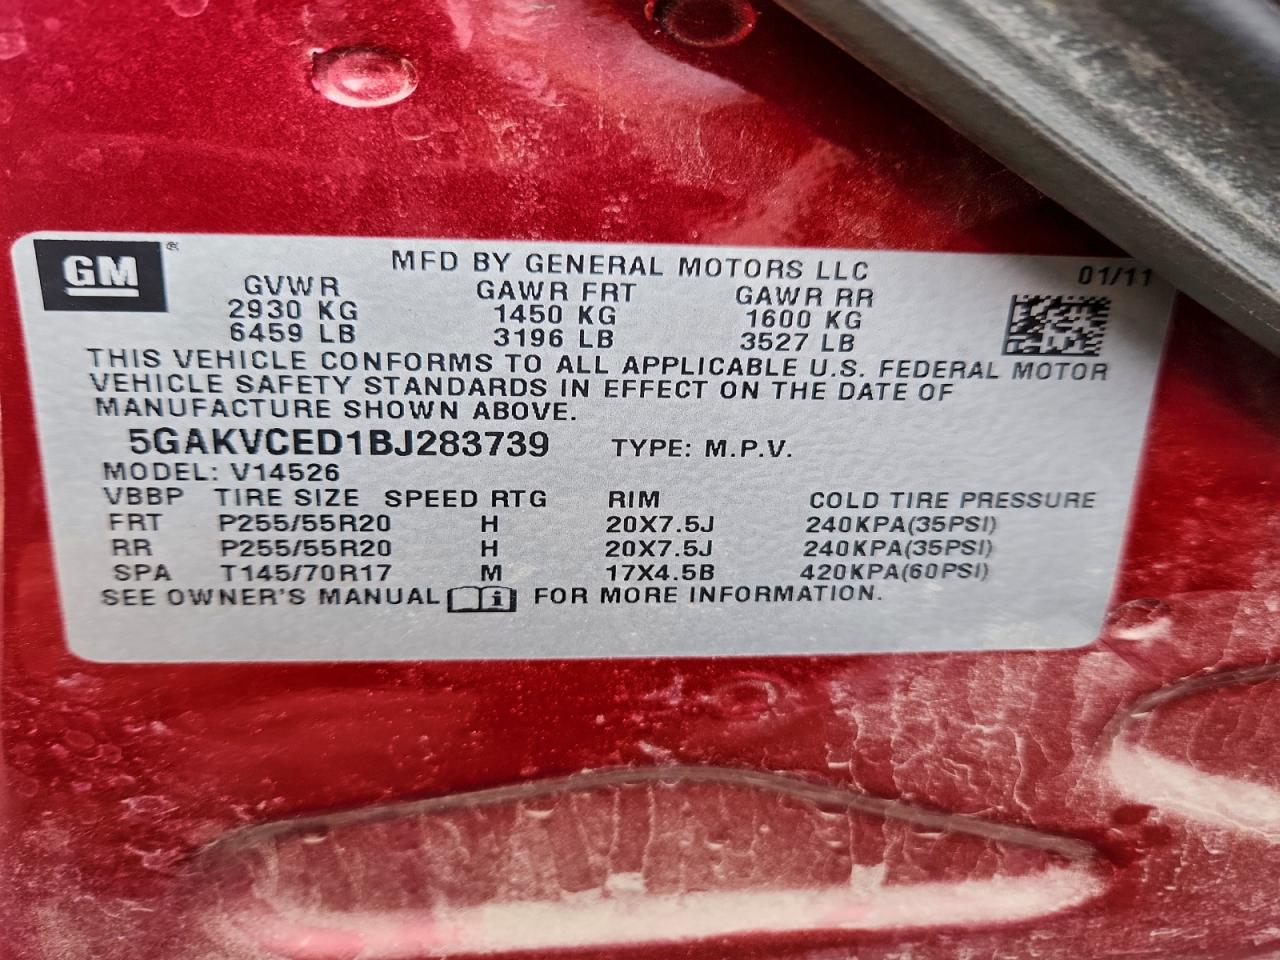 GM ®
MFD BY GENERAL MOTORS LLC 01/11
GVWR GAWR FRT GAWR RR
2930 KG 1450 KG 1600 KG
6459 LB 3196 LB 3527 LB
THIS VEHICLE CONFORMS TO ALL APPLICABLE U.S. FEDERAL MOTOR
VEHICLE SAFETY STANDARDS IN EFFECT ON THE DATE OF
MANUFACTURE SHOWN ABOVE.
5GAKVCED1BJ283739 TYPE: M.P.V.
MODEL: V14526
VBBP TIRE SIZE SPEED RTG RIM COLD TIRE PRESSURE
FRT P255/55R20 H 20X7.5J 240KPA(35PSI)
RR P255/55R20 H 20X7.5J 240KPA(35PSI)
SPA T145/70R17 M 17X4.5B 420KPA(60PSI)
SEE OWNER'S MANUAL i FOR MORE INFORMATION.